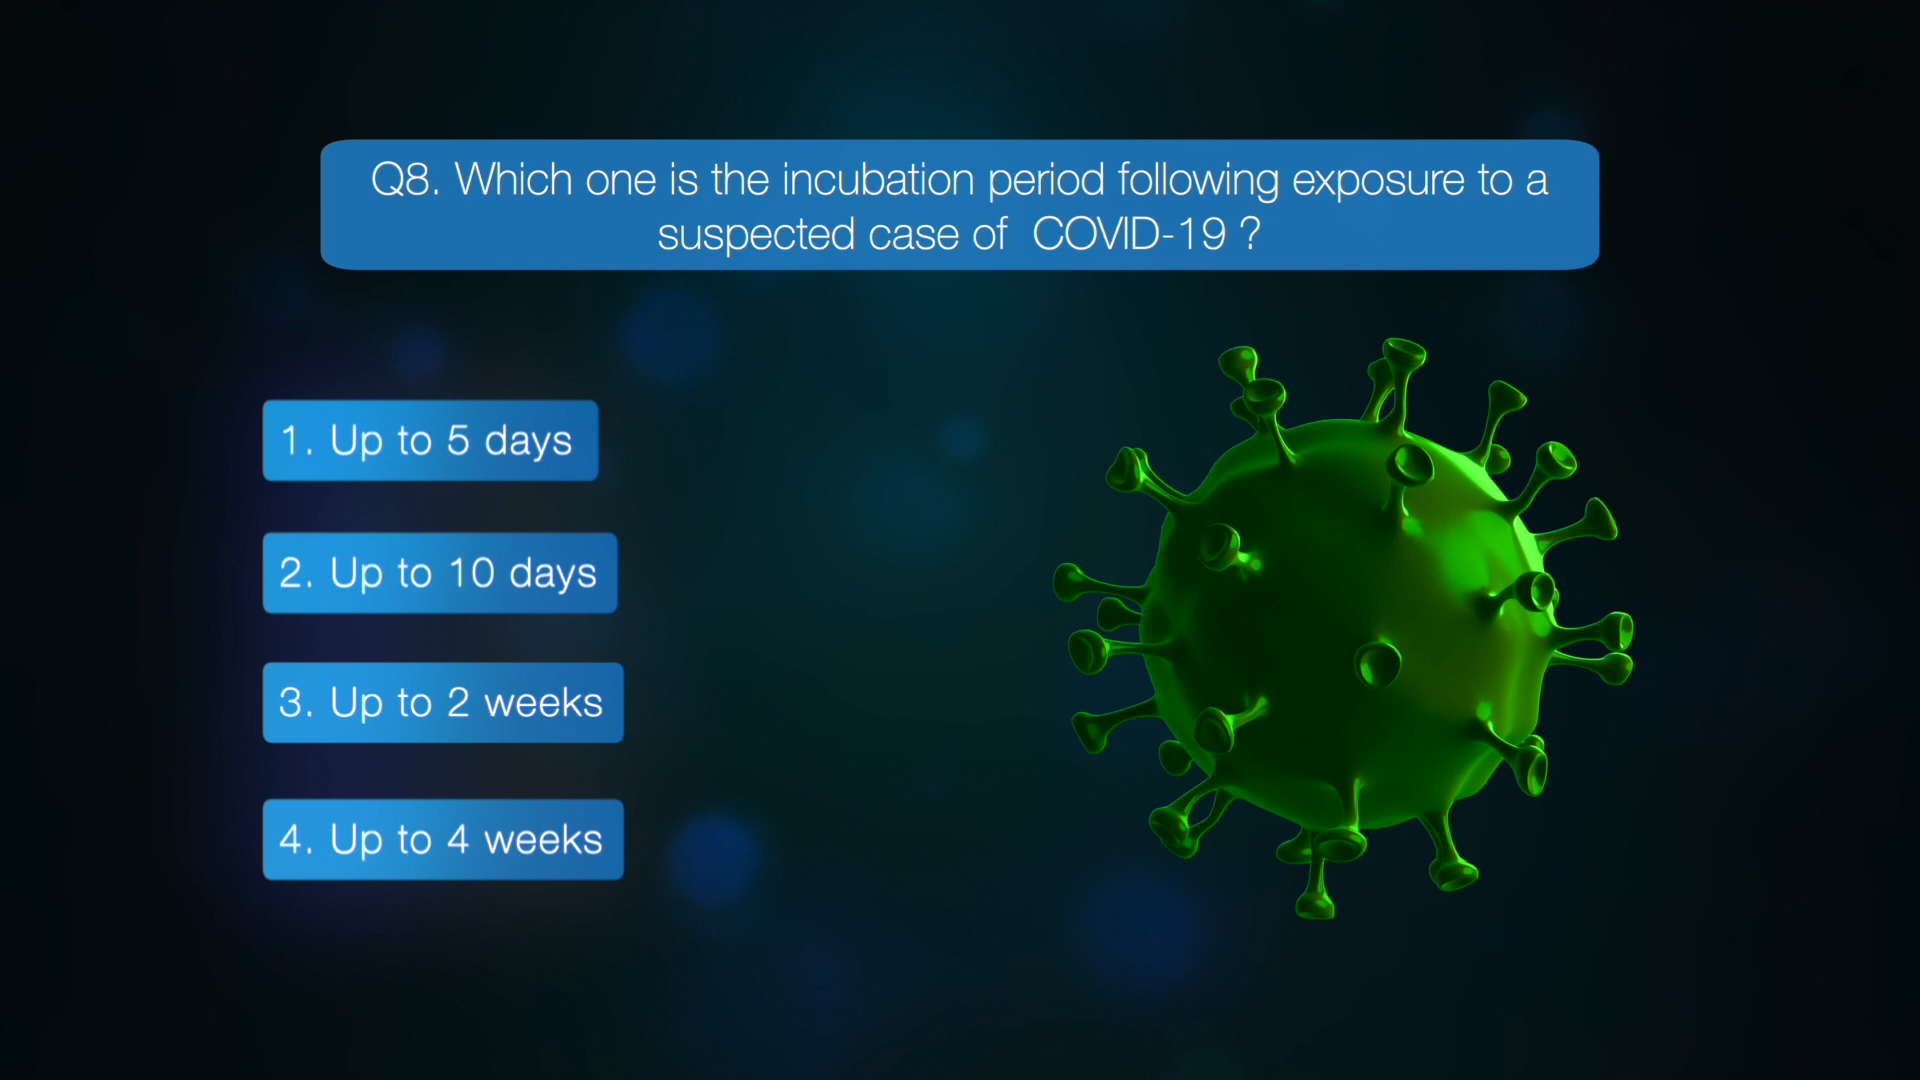 Q8. Which one is the incubation period following exposure to a
suspected case of COVID-19 ?
1. Up to 5 days
2. Up to 10 days
3. Up to 2 weeks
4. Up to 4 weeks